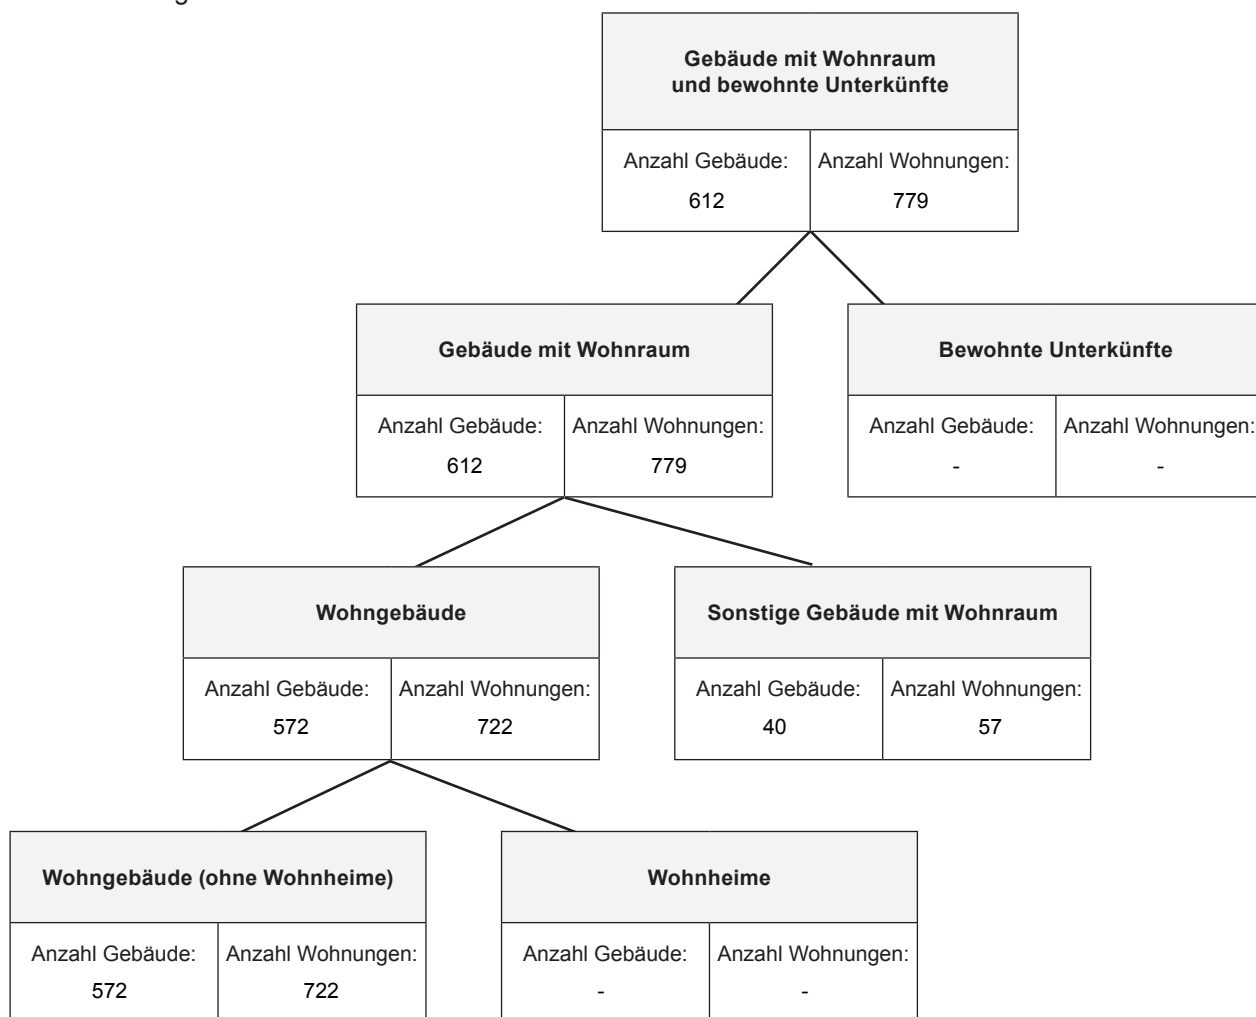 Gebäude mit Wohnraum
und bewohnte Unterkünfte
Anzahl Gebäude: Anzahl Wohnungen:
612 779
Gebäude mit Wohnraum
Bewohnte Unterkünfte
Anzahl Gebäude: Anzahl Wohnungen:
612 779
Anzahl Gebäude: Anzahl Wohnungen:
- -
Wohngebäude
Sonstige Gebäude mit Wohnraum
Anzahl Gebäude: Anzahl Wohnungen:
572 722
Anzahl Gebäude: Anzahl Wohnungen:
40 57
Wohngebäude (ohne Wohnheime)
Wohnheime
Anzahl Gebäude: Anzahl Wohnungen:
572 722
Anzahl Gebäude: Anzahl Wohnungen:
- -